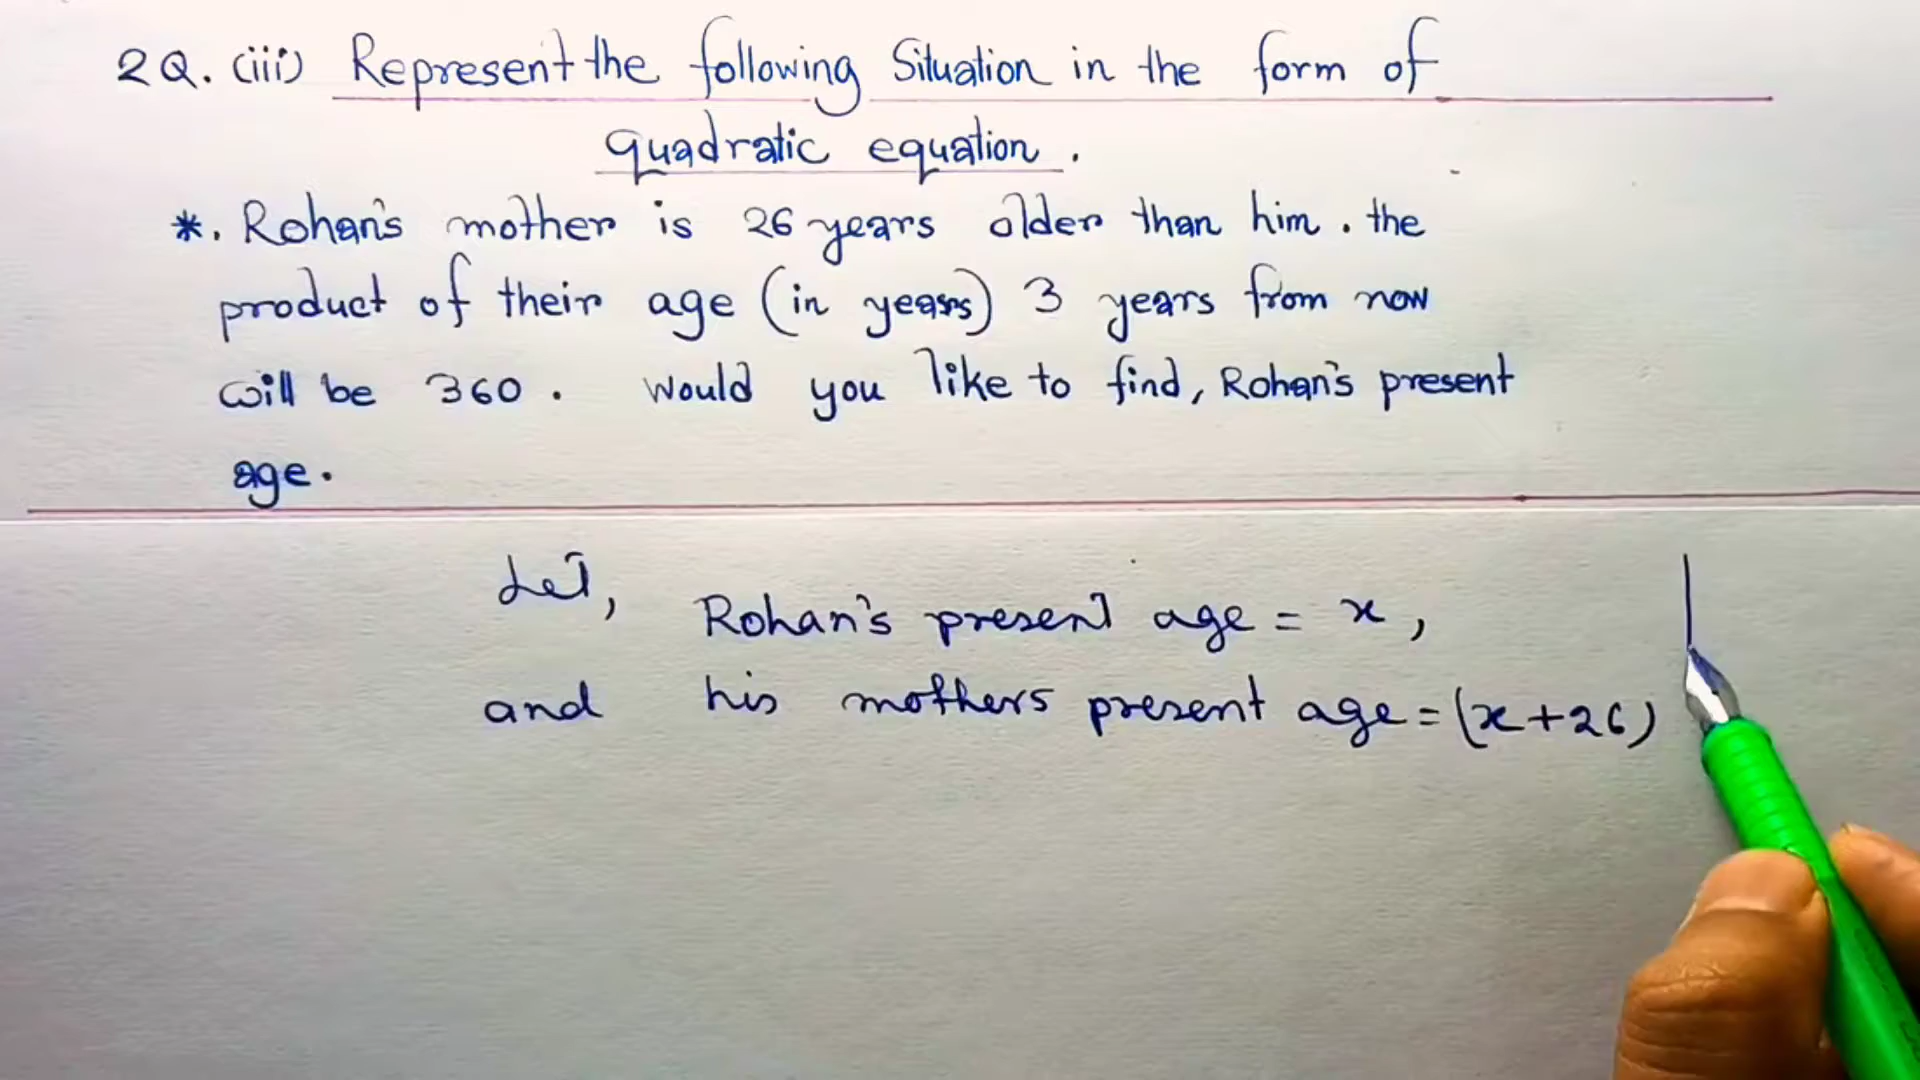 2Q. (iii) Represent the following Situation in the form of
quadratic equation.
*. Rohan's mother is 26 years older than him. the
product of their age (in years) 3 years from now
will be 360. would you like to find, Rohan's present
age.
Let, Rohan's present age = x,
and his mothers present age = (x+26)